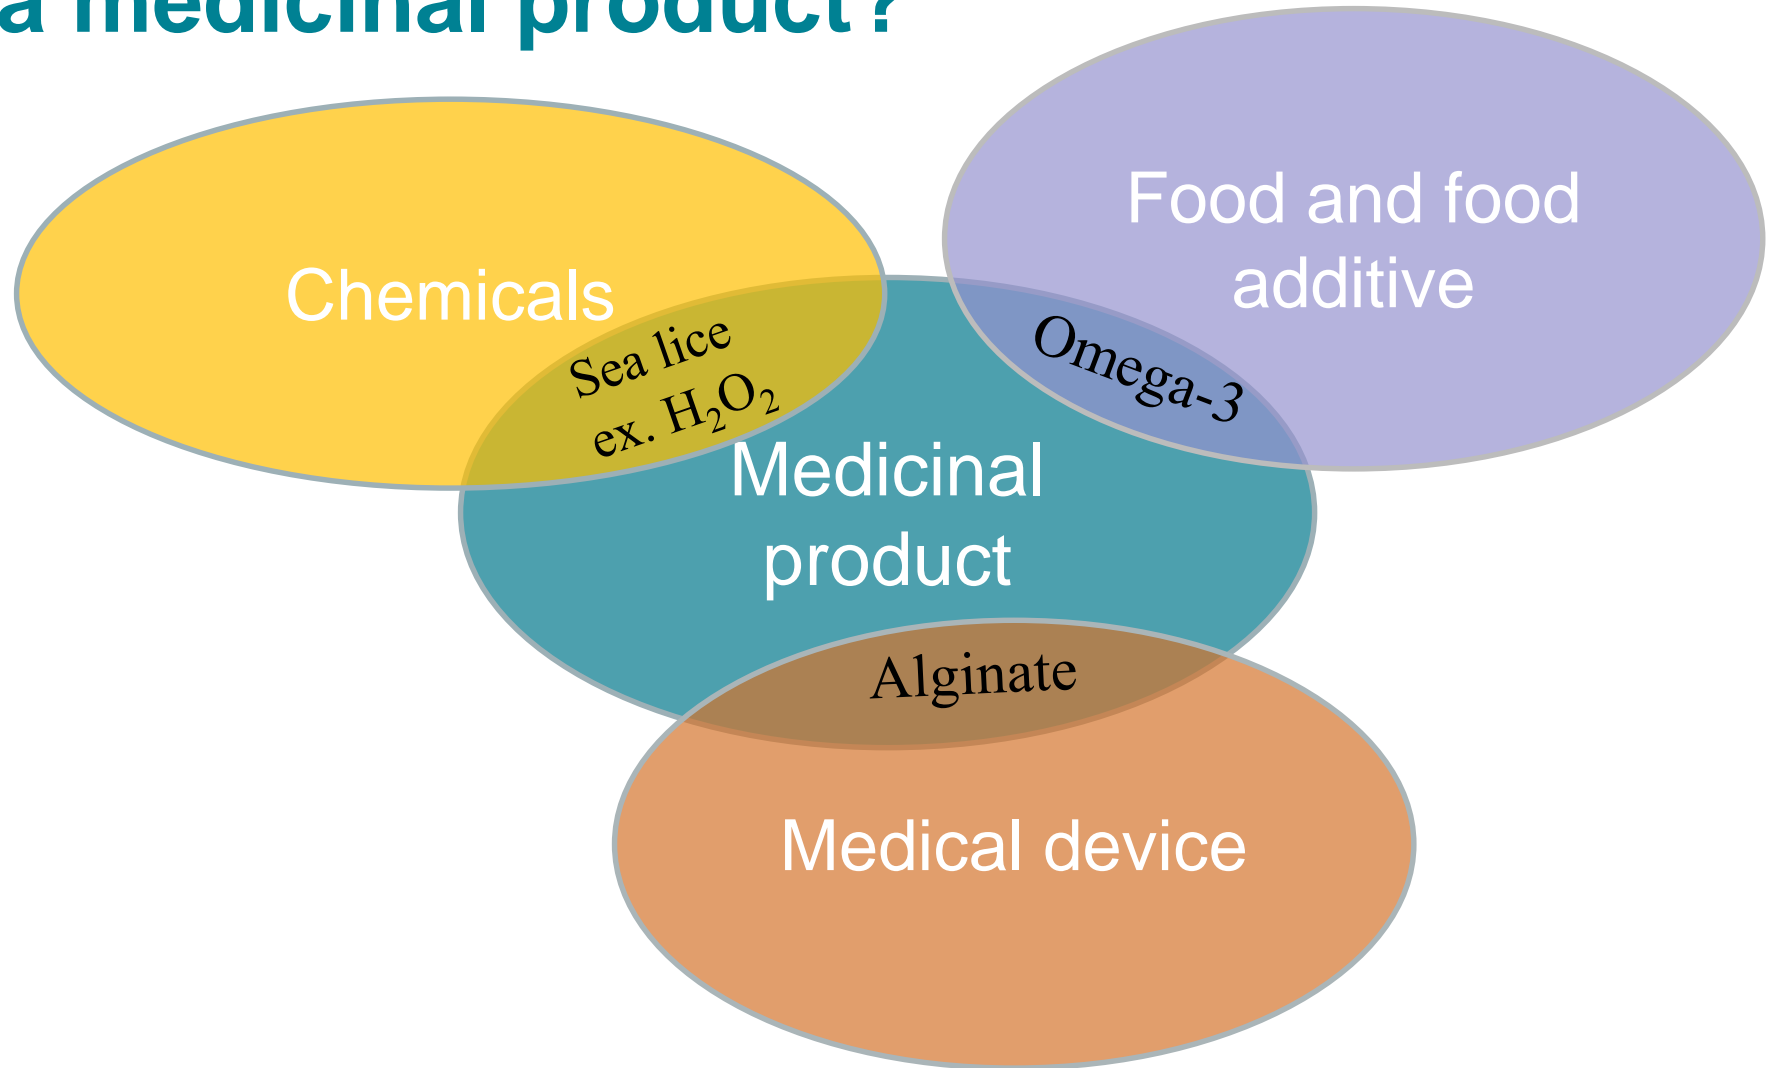 a medicinal product?
Chemicals
Food and food
additive
Sea lice
ex. H₂O₂
Omega-3
Medicinal
product
Alginate
Medical device